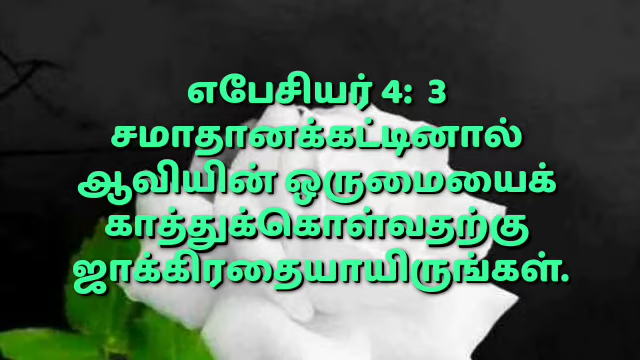 எபேசியர் 4: 3
சமாதானக்கட்டினால்
ஆவியின் ஒருமையைக்
காத்துக்கொள்வதற்கு
ஜாக்கிரதையாயிருங்கள்.